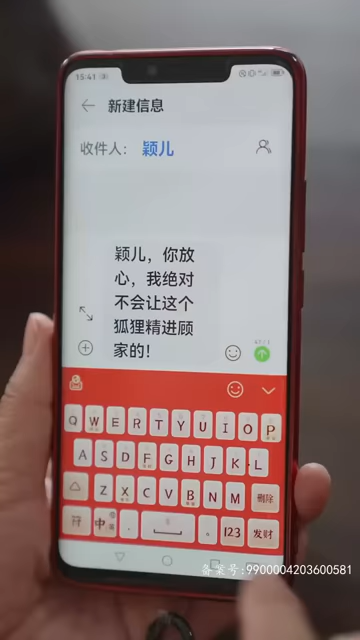 15:41
新建信息
收件人： 颖儿
颖儿，你放
心，我绝对
不会让这个
狐狸精进顾
家的！
Q W E R T Y U I O P
A S D F G H J K L
Z X C V B N M 删除
符 中 ， 。 123 发财
备案号:9900004203600581